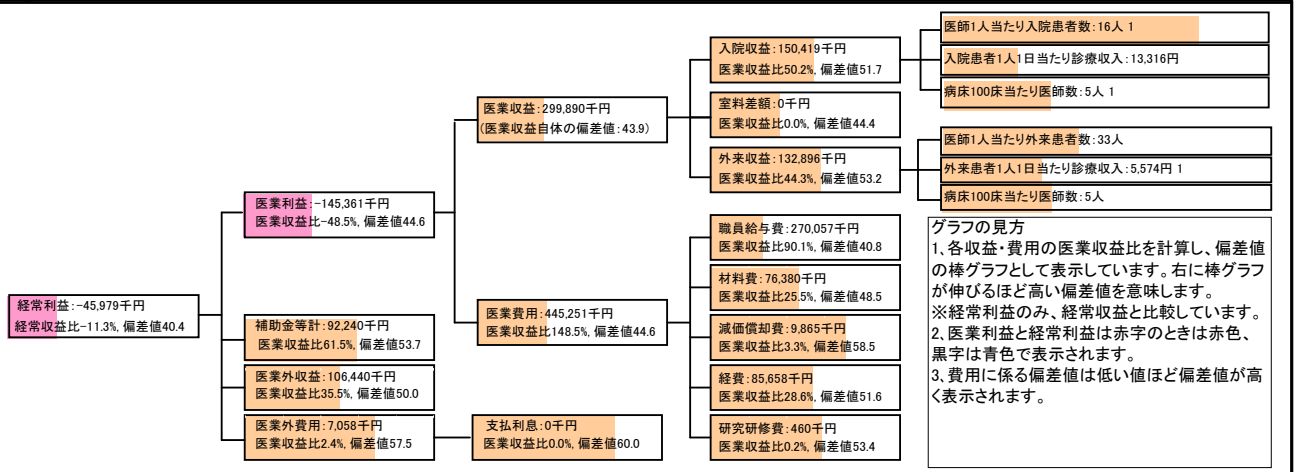 経常利益:-45,979千円
経常収益比-11.3%, 偏差値40.4
医業利益:-145,361千円
医業収益比-48.5%, 偏差値44.6
補助金等計:92,240千円
医業収益比61.5%, 偏差値53.7
医業外収益:106,440千円
医業収益比35.5%, 偏差値50.0
医業外費用:7,058千円
医業収益比2.4%, 偏差値57.5
医業収益:299,890千円
(医業収益自体の偏差値:43.9)
医業費用:445,251千円
医業収益比148.5%, 偏差値44.6
支払利息:0千円
医業収益比0.0%, 偏差値60.0
入院収益:150,419千円
医業収益比50.2%, 偏差値51.7
室料差額:0千円
医業収益比0.0%, 偏差値44.4
外来収益:132,896千円
医業収益比44.3%, 偏差値53.2
職員給与費:270,057千円
医業収益比90.1%, 偏差値40.8
材料費:76,380千円
医業収益比25.5%, 偏差値48.5
減価償却費:9,865千円
医業収益比3.3%, 偏差値58.5
経費:85,658千円
医業収益比28.6%, 偏差値51.6
研究研修費:460千円
医業収益比0.2%, 偏差値53.4
医師1人当たり入院患者数:16人 1
入院患者1人1日当たり診療収入:13,316円
病床100床当たり医師数:5人 1
医師1人当たり外来患者数:33人
外来患者1人1日当たり診療収入:5,574円 1
病床100床当たり医師数:5人
グラフの見方
1、各収益・費用の医業収益比を計算し、偏差値
の棒グラフとして表示しています。右に棒グラフ
が伸びるほど高い偏差値を意味します。
※経常利益のみ、経常収益と比較しています。
2、医業利益と経常利益は赤字のときは赤色、
黒字は青色で表示されます。
3、費用に係る偏差値は低い値ほど偏差値が高
く表示されます。